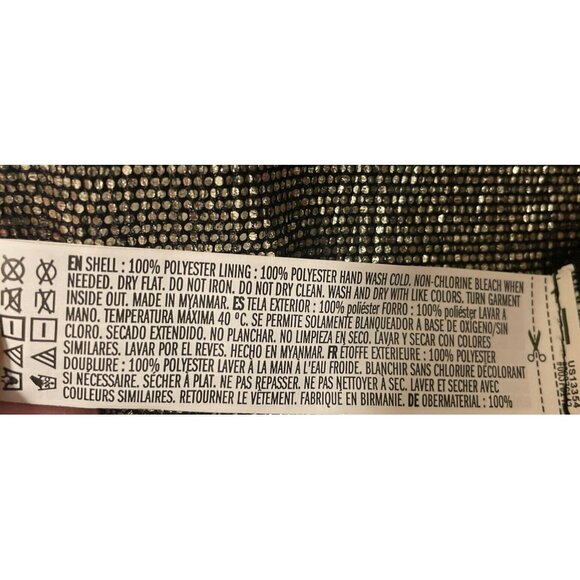 EN SHELL : 100% POLYESTER LINING : 100% POLYESTER HAND WASH COLD. NON-CHLORINE BLEACH WHEN
NEEDED. DRY FLAT. DO NOT IRON. DO NOT DRY CLEAN. WASH AND DRY WITH LIKE COLORS. TURN GARMENT
INSIDE OUT. MADE IN MYANMAR. ES TELA EXTERIOR : 100% poliéster FORRO : 100% poliéster LAVAR A
MANO. TEMPERATURA MÁXIMA 40 ºC. SE PERMITE SOLAMENTE BLANQUEADOR A BASE DE OXÍGENO/SIN
CLORO. SECADO EXTENDIDO. NO PLANCHAR. NO LIMPIEZA EN SECO. LAVAR Y SECAR CON COLORES
SIMILARES. LAVAR POR EL REVES. HECHO EN MYANMAR. FR ÉTOFFE EXTÉRIEURE : 100% POLYESTER
DOUBLURE : 100% POLYESTER LAVER À LA MAIN À L'EAU FROIDE. BLANCHIR SANS CHLORURE DÉCOLORANT
SI NÉCESSAIRE. SÉCHER À PLAT. NE PAS REPASSER. NE PAS NETTOYER À SEC. LAVER ET SÉCHER AVEC
COULEURS SIMILAIRES. RETOURNER LE VÊTEMENT. FABRIQUÉ EN BIRMANIE. DE OBERMATERIAL : 100%